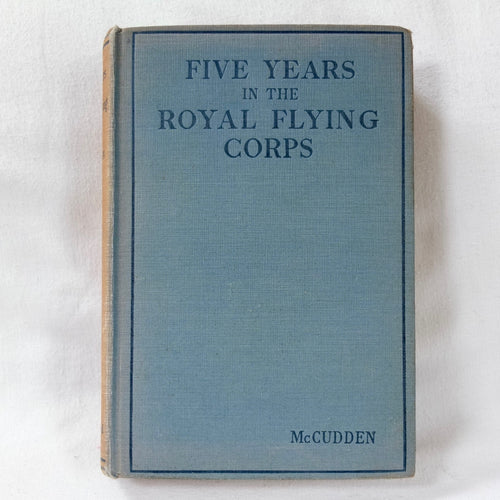 FIVE YEARS
IN THE
ROYAL FLYING
CORPS
McCUDDEN